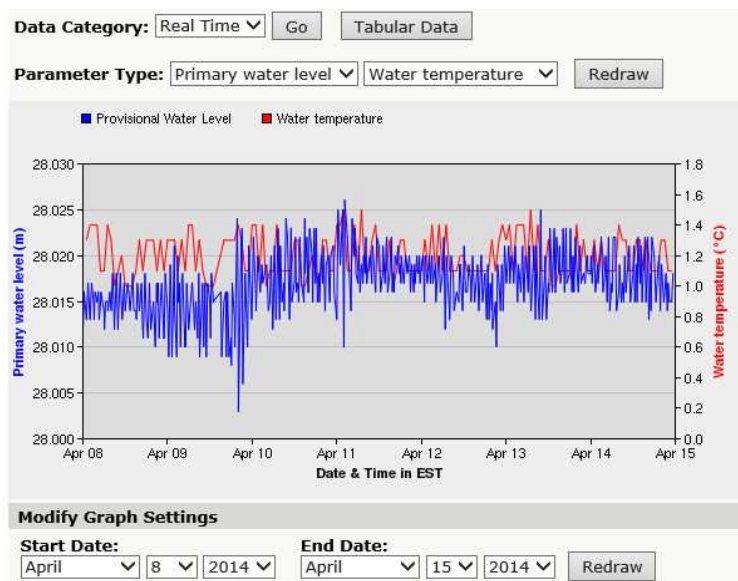 Data Category: Real Time Go Tabular Data
Parameter Type: Primary water level Water temperature Redraw
Provisional Water Level Water temperature
28.030
28.025
28.020
28.015
28.010
28.005
28.000
Primary water level (m)
1.8
1.6
1.4
1.2
1.0
0.8
0.6
0.4
0.2
0.0
Water temperature (°C)
Apr 08 Apr 09 Apr 10 Apr 11 Apr 12 Apr 13 Apr 14 Apr 15
Date & Time in EST
Modify Graph Settings
Start Date: End Date:
April 8 2014 April 15 2014 Redraw